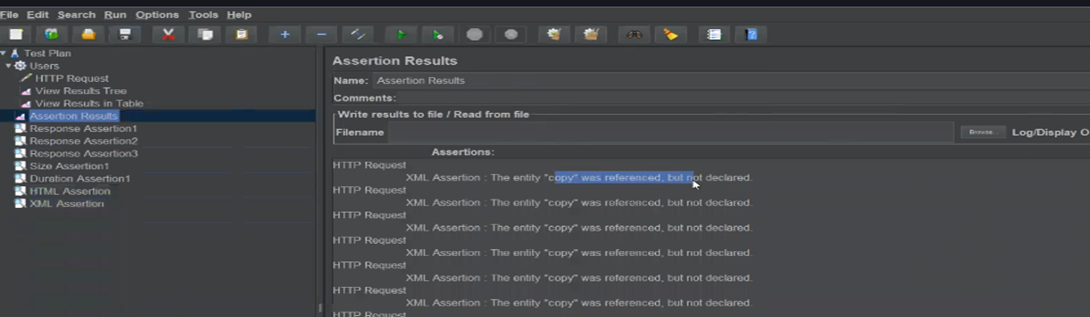 File Edit Search Run Options Tools Help
Test Plan
Users
HTTP Request
View Results Tree
View Results in Table
Assertion Results
Response Assertion1
Response Assertion2
Response Assertion3
Size Assertion1
Duration Assertion1
HTML Assertion
XML Assertion
Assertion Results
Name: Assertion Results
Comments:
Write results to file / Read from file
Filename Browse... Log/Display O
Assertions:
HTTP Request
XML Assertion : The entity "copy" was referenced, but not declared.
HTTP Request
XML Assertion : The entity "copy" was referenced, but not declared.
HTTP Request
XML Assertion : The entity "copy" was referenced, but not declared.
HTTP Request
XML Assertion : The entity "copy" was referenced, but not declared.
HTTP Request
XML Assertion : The entity "copy" was referenced, but not declared.
HTTP Request
XML Assertion : The entity "copy" was referenced, but not declared.
HTTP Request